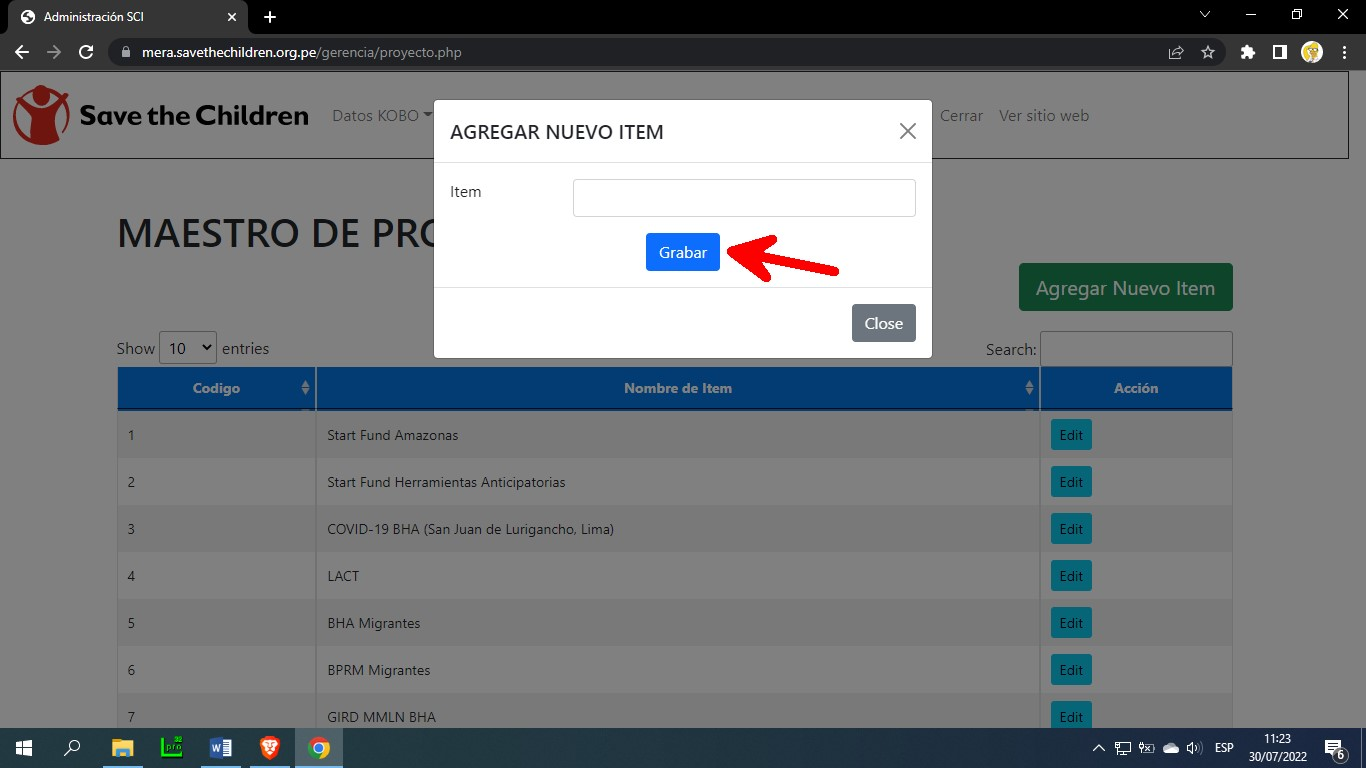 Administración SCI
mera.savethechildren.org.pe/gerencia/proyecto.php
Save the Children
Datos KOBO
Cerrar
Ver sitio web
AGREGAR NUEVO ITEM
Item
Grabar
Close
MAESTRO DE PRO
Agregar Nuevo Item
Show 10 entries
Search:
Codigo Nombre de Item Acción
1 Start Fund Amazonas Edit
2 Start Fund Herramientas Anticipatorias Edit
3 COVID-19 BHA (San Juan de Lurigancho, Lima) Edit
4 LACT Edit
5 BHA Migrantes Edit
6 BPRM Migrantes Edit
7 GIRD MMLN BHA Edit
ESP
11:23
30/07/2022
6